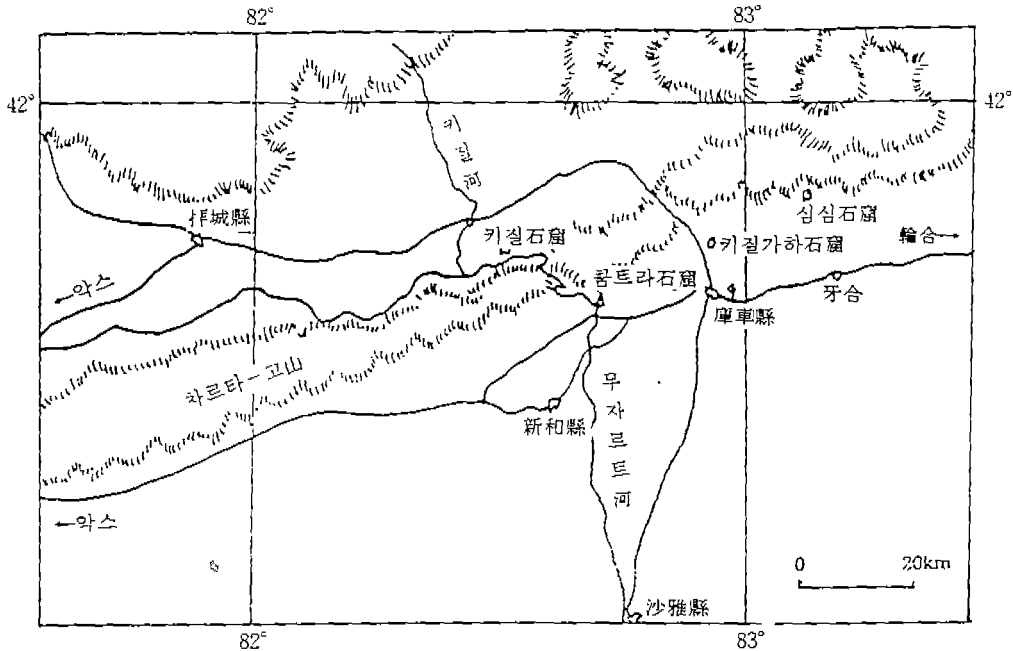 82°
83°
42°
42°
키질河
拜城縣
키질石窟
심심石窟
키질가하石窟
輪台→
쿰트라石窟
←악스
庫車縣
牙合
차르타-고山
新和縣
무자르트河
←악스
0 20km
沙雅縣
82°
83°